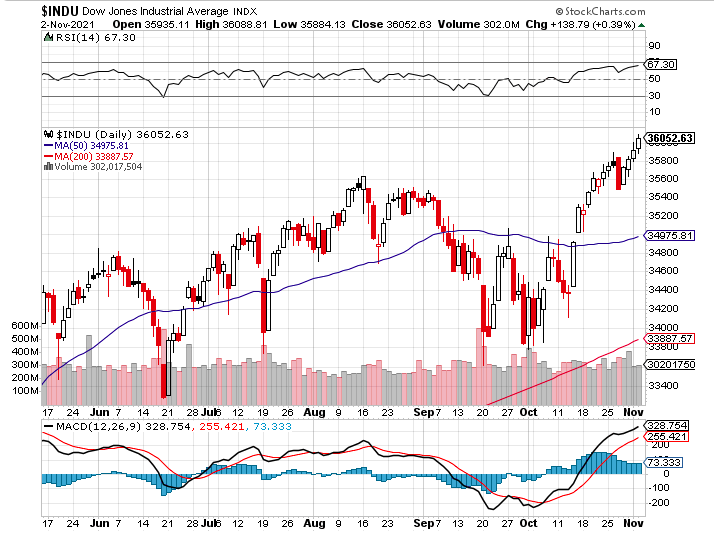 $INDU Dow Jones Industrial Average INDX © StockCharts.com
2-Nov-2021 Open 35935.11 High 36088.81 Low 35884.13 Close 36052.63 Volume 302.0M Chg +138.79 (+0.39%)
RSI(14) 67.30
90
67.30
50
30
10
$INDU (Daily) 36052.63
MA(50) 34975.81
MA(200) 33887.57
Volume 302,017,504
36052.63
35800
35600
35400
35200
34975.81
34800
34600
34400
34200
34000
33887.57
33800
30201750
33400
600M
500M
400M
300M
200M
100M
17 24 Jun 7 14 21 28 Jul 12 19 26 Aug 9 16 23 Sep 13 20 27 Oct 11 18 25 Nov
MACD(12,26,9) 328.754, 255.421, 73.333
328.754
255.421
200
73.333
0
-100
-200
17 24 Jun 7 14 21 28 Jul 12 19 26 Aug 9 16 23 Sep 13 20 27 Oct 11 18 25 Nov